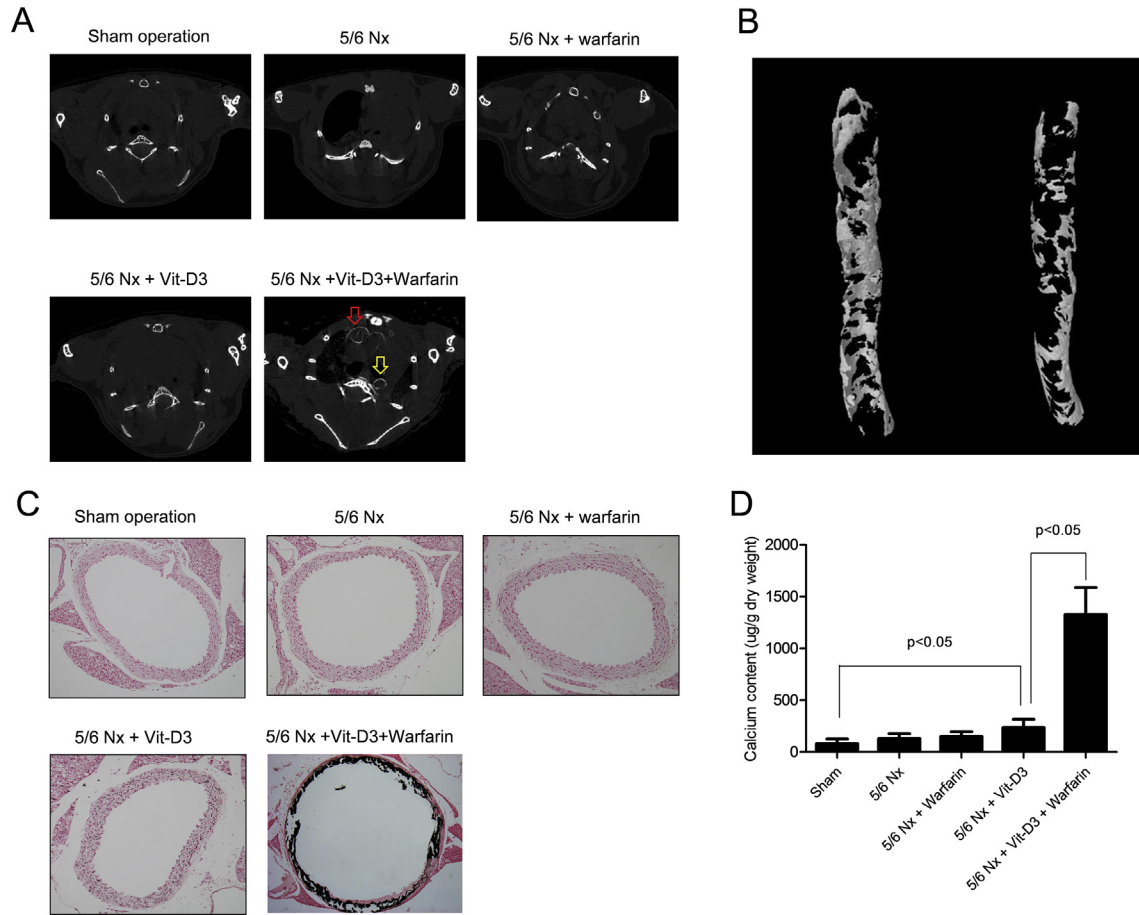 A
Sham operation
5/6 Nx
5/6 Nx + warfarin
5/6 Nx + Vit-D3
5/6 Nx +Vit-D3+Warfarin
B
C
Sham operation
5/6 Nx
5/6 Nx + warfarin
5/6 Nx + Vit-D3
5/6 Nx +Vit-D3+Warfarin
D
Calcium content (ug/g dry weight)
2000
1500
1000
500
0
p<0.05
p<0.05
Sham
5/6 Nx
5/6 Nx + Warfarin
5/6 Nx + Vit-D3
5/6 Nx + Vit-D3 + Warfarin